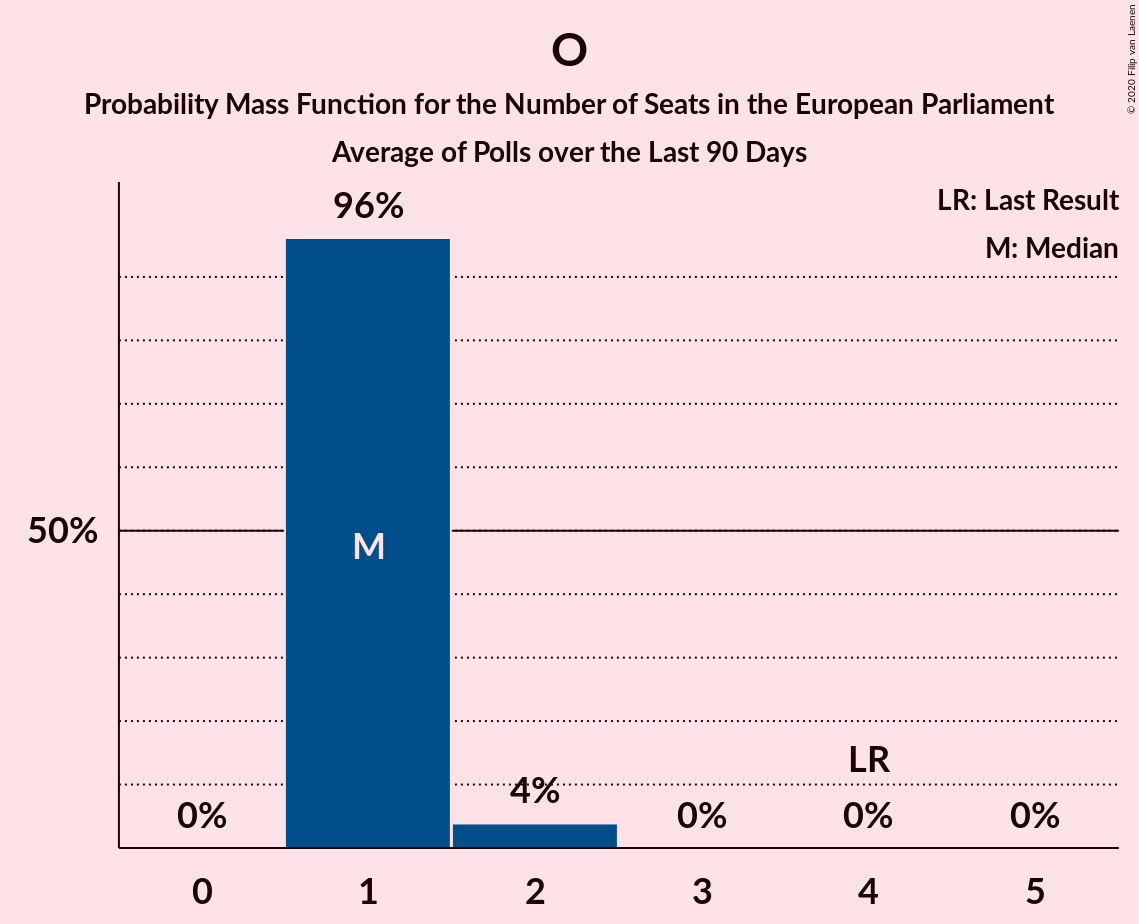 O
Probability Mass Function for the Number of Seats in the European Parliament
Average of Polls over the Last 90 Days
© 2020 Filip van Laenen
LR: Last Result
M: Median
96%
50%
M
LR
0%
4%
0%
0%
0%
0 1 2 3 4 5